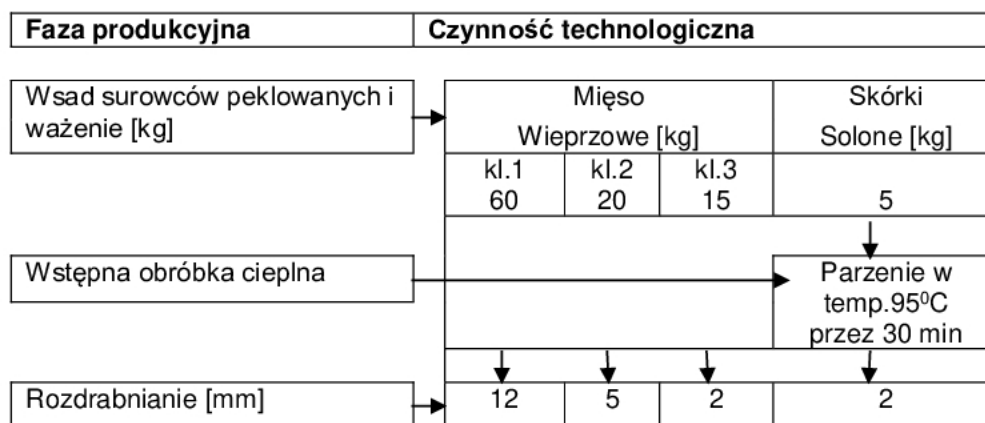 Faza produkcyjna Czynność technologiczna
Wsad surowców peklowanych i
ważenie [kg]
Mięso
Wieprzowe [kg]
Skórki
Solone [kg]
kl.1 kl.2 kl.3
60 20 15 5
Wstępna obróbka cieplna
Parzenie w
temp.95⁰C
przez 30 min
Rozdrabnianie [mm] 12 5 2 2